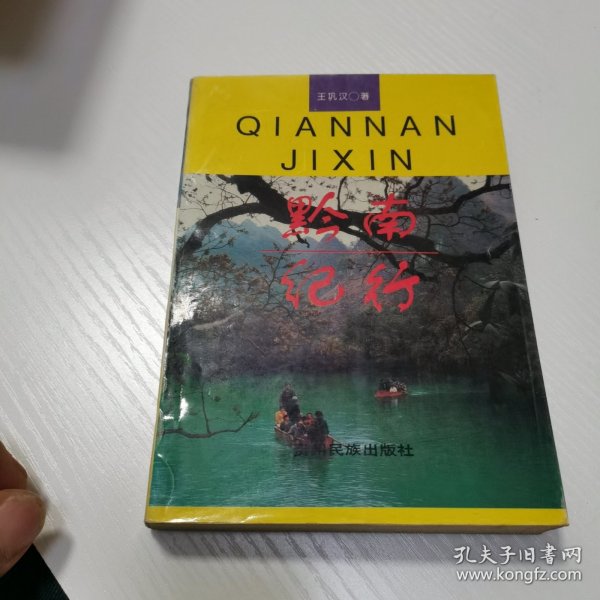 王巩汉〇著
QIANNAN
JIXIN
黔南
纪行
贵州民族出版社
孔夫子旧书网
www.kongfz.com